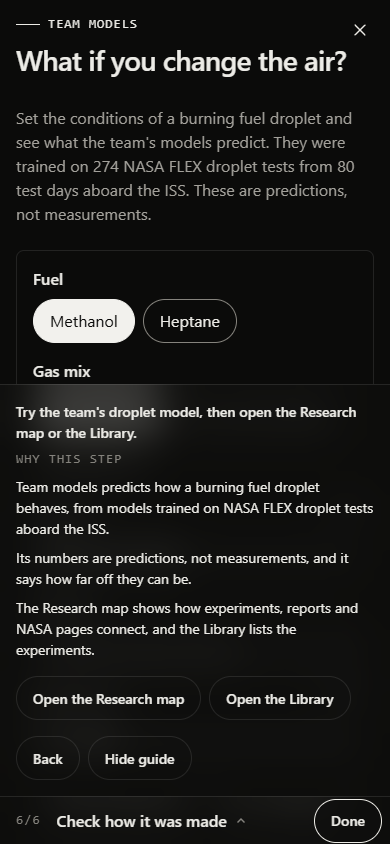 TEAM MODELS
What if you change the air?
Set the conditions of a burning fuel droplet and
see what the team's models predict. They were
trained on 274 NASA FLEX droplet tests from 80
test days aboard the ISS. These are predictions,
not measurements.
Fuel
Methanol
Heptane
Gas mix
Try the team's droplet model, then open the Research
map or the Library.
WHY THIS STEP
Team models predicts how a burning fuel droplet
behaves, from models trained on NASA FLEX droplet tests
aboard the ISS.
Its numbers are predictions, not measurements, and it
says how far off they can be.
The Research map shows how experiments, reports and
NASA pages connect, and the Library lists the
experiments.
Open the Research map
Open the Library
Back
Hide guide
6/6
Check how it was made
Done